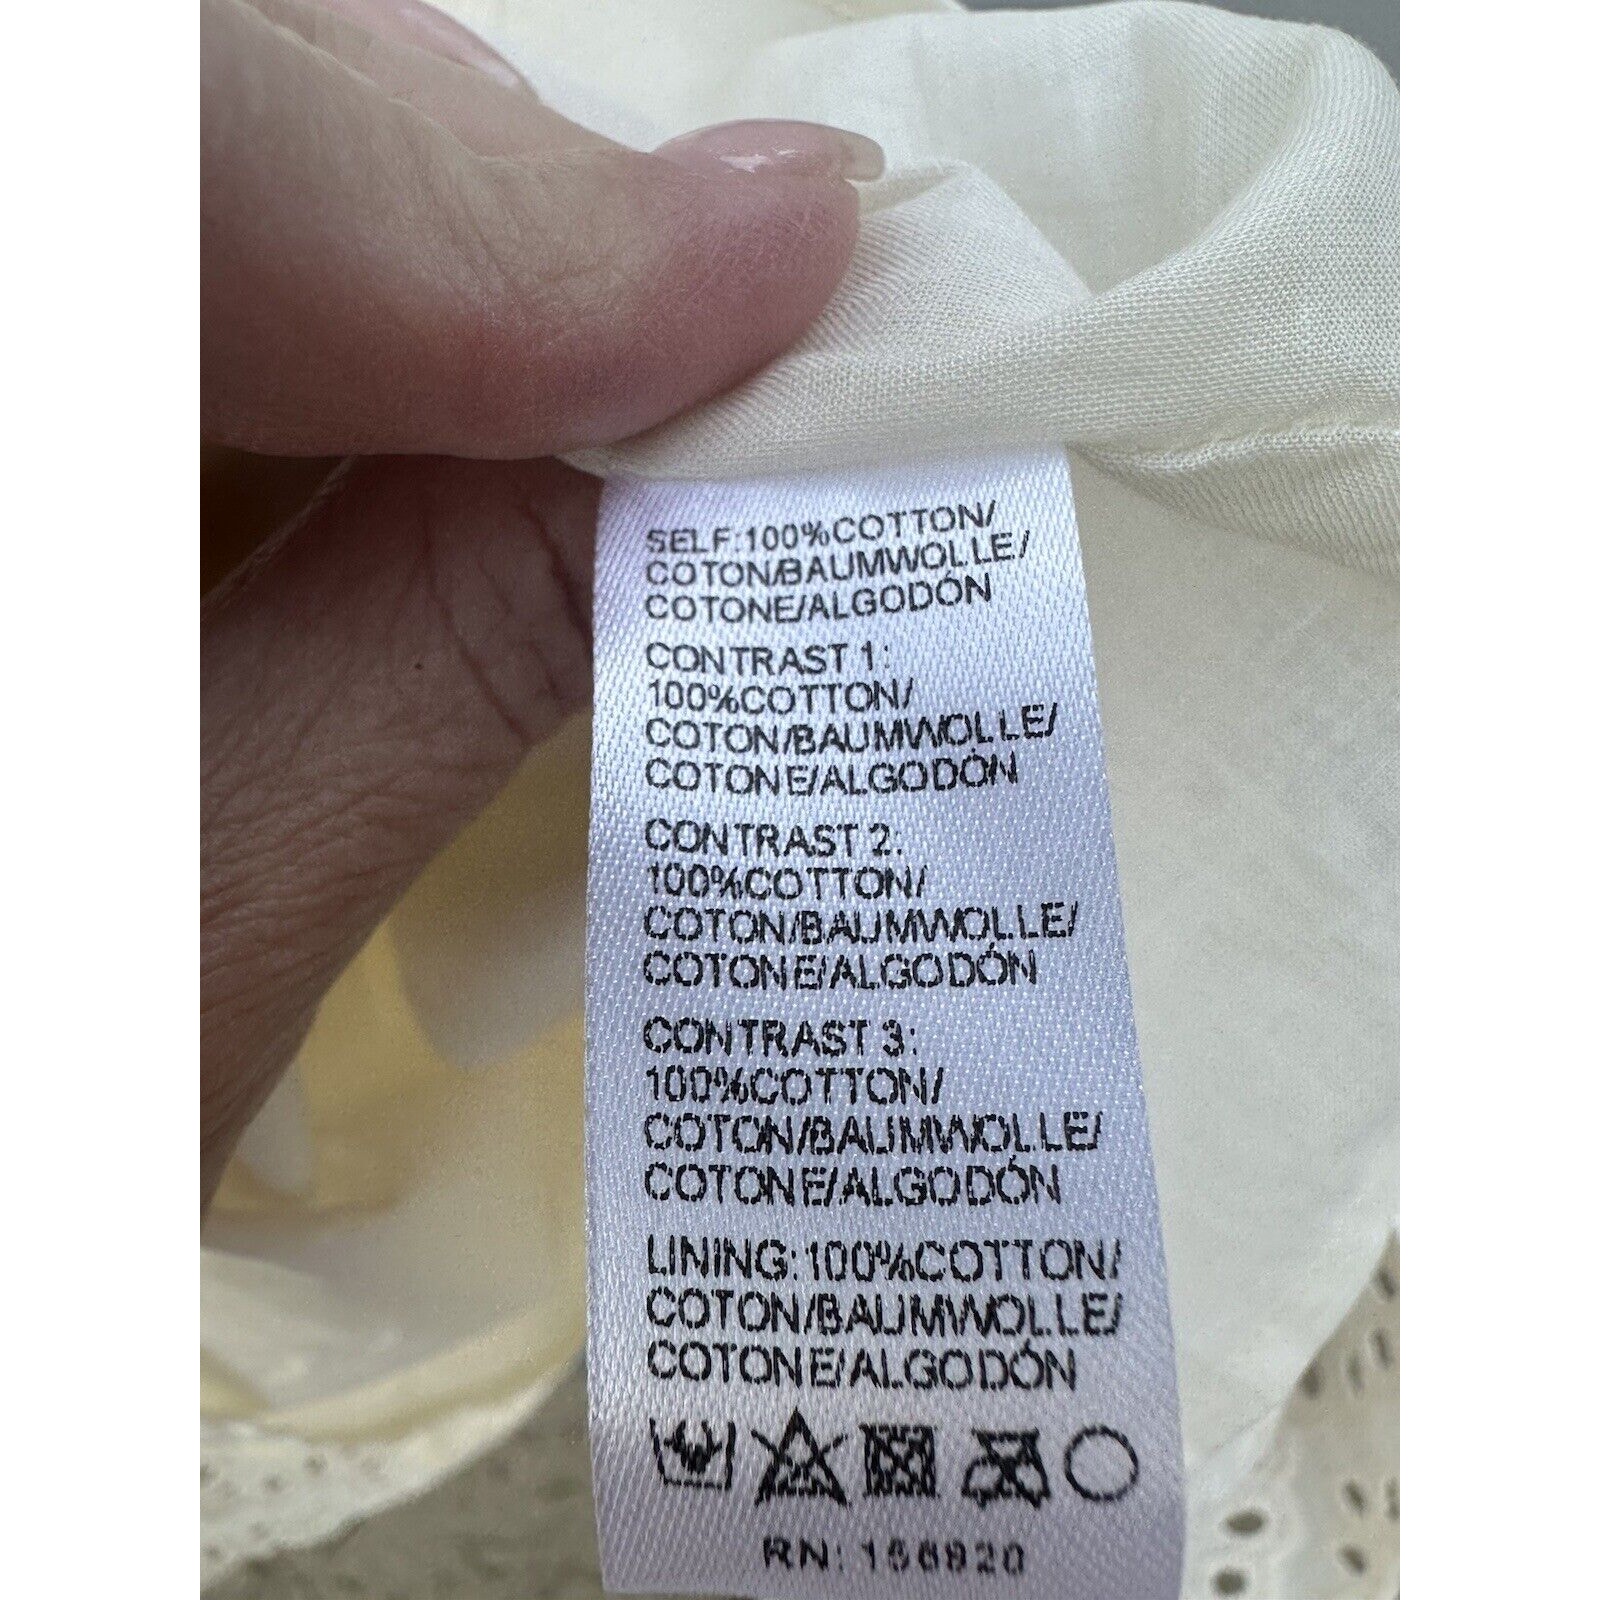 SELF:100%COTTON/
COTON/BAUMWOLLE/
COTONE/ALGODÓN
CONTRAST 1:
100%COTTON/
COTON/BAUMWOLLE/
COTONE/ALGODÓN
CONTRAST 2:
100%COTTON/
COTON/BAUMWOLLE/
COTONE/ALGODÓN
CONTRAST 3:
100%COTTON/
COTON/BAUMWOLLE/
COTONE/ALGODÓN
LINING:100%COTTON/
COTON/BAUMWOLLE/
COTONE/ALGODÓN
RN: